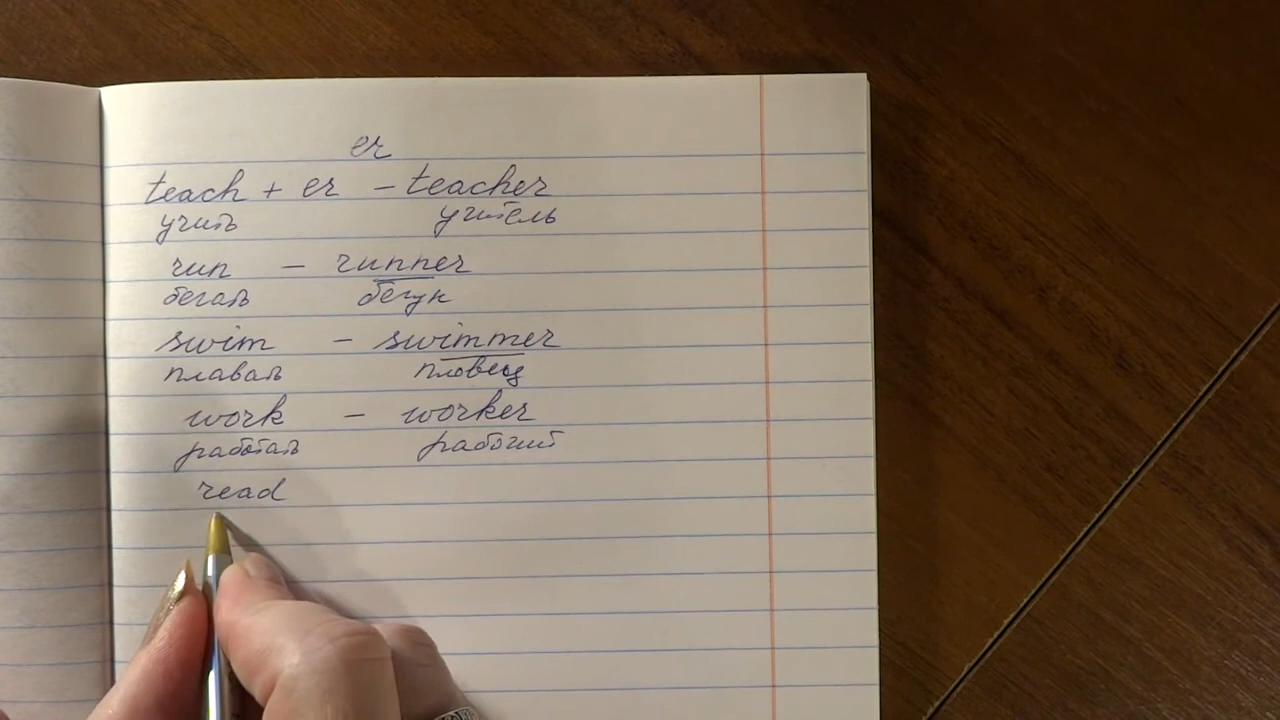 er
teach + er - teacher
учить учитель
run - runner
бегать бегун
swim - swimmer
плавать пловец
work - worker
работать рабочий
read